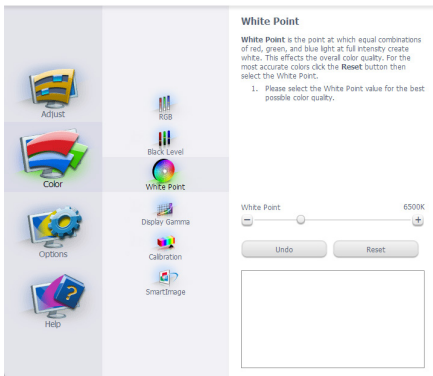 Adjust
Color
Options
Help
RGB
Black Level
White Point
Display Gamma
Calibration
SmartImage
White Point
White Point is the point at which equal combinations
of red, green, and blue light at full intensity create
white. This effects the overall color quality. For the
most accurate colors click the Reset button then
select the White Point.
1. Please select the White Point value for the best
possible color quality.
White Point 6500K
Undo Reset